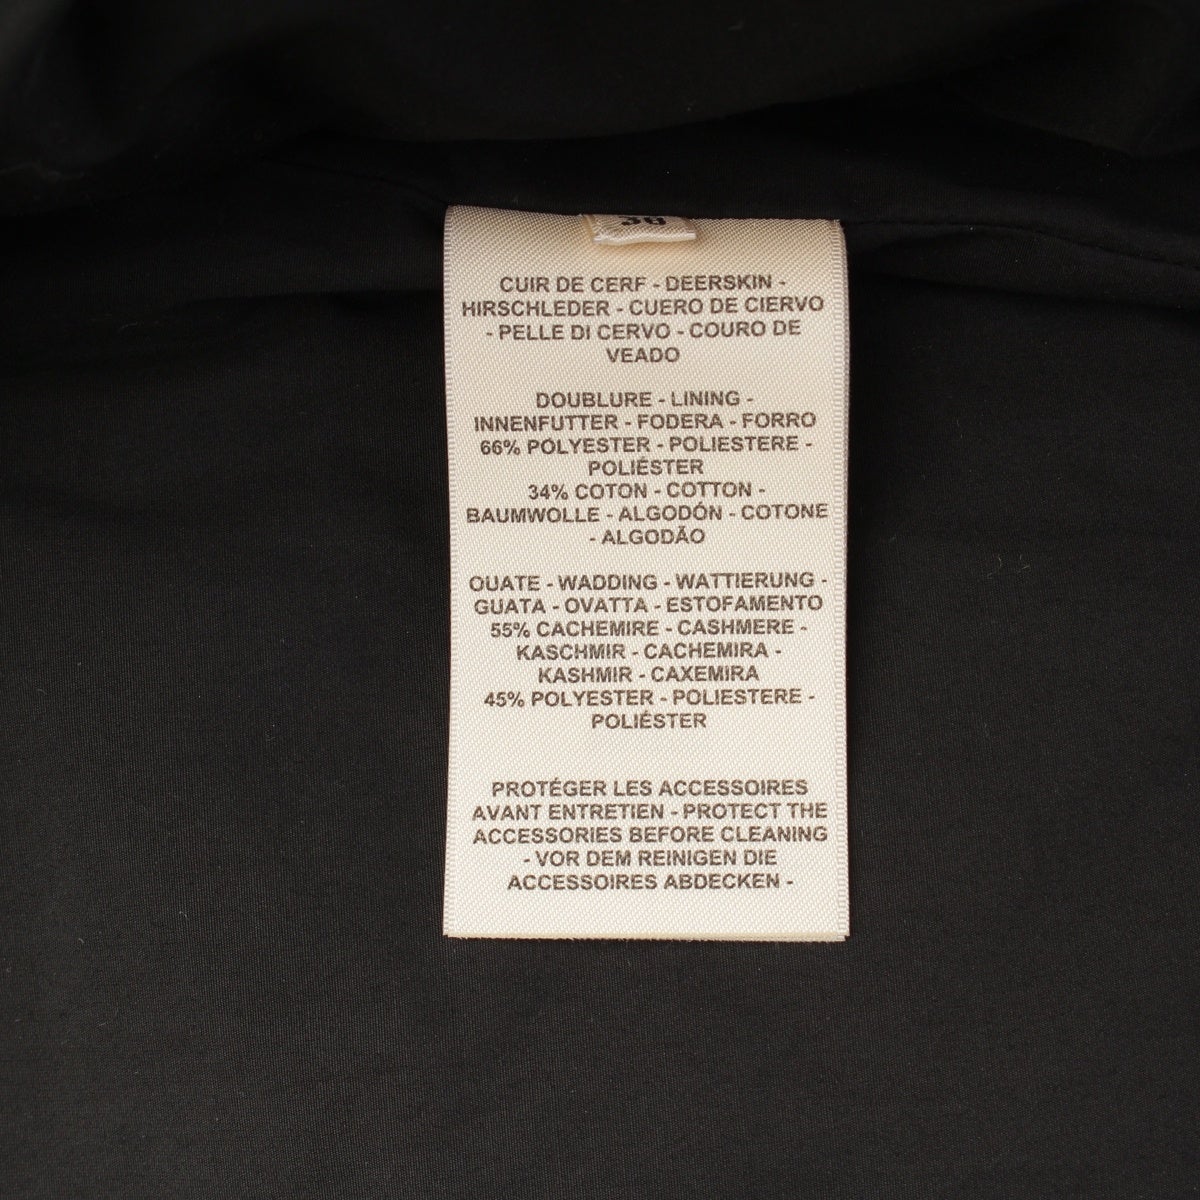 CUIR DE CERF - DEERSKIN -
HIRSCHLEDER - CUERO DE CIERVO
- PELLE DI CERVO - COURO DE
VEADO
DOUBLURE - LINING -
INNENFUTTER - FODERA - FORRO
66% POLYESTER - POLIESTERE -
POLIÉSTER
34% COTON - COTTON -
BAUMWOLLE - ALGODÓN - COTONE
- ALGODÃO
OUATE - WADDING - WATTIERUNG -
GUATA - OVATTA - ESTOFAMENTO
55% CACHEMIRE - CASHMERE -
KASCHMIR - CACHEMIRA -
KASHMIR - CAXEMIRA
45% POLYESTER - POLIESTERE -
POLIÉSTER
PROTÉGER LES ACCESSOIRES
AVANT ENTRETIEN - PROTECT THE
ACCESSORIES BEFORE CLEANING
- VOR DEM REINIGEN DIE
ACCESSOIRES ABDECKEN -